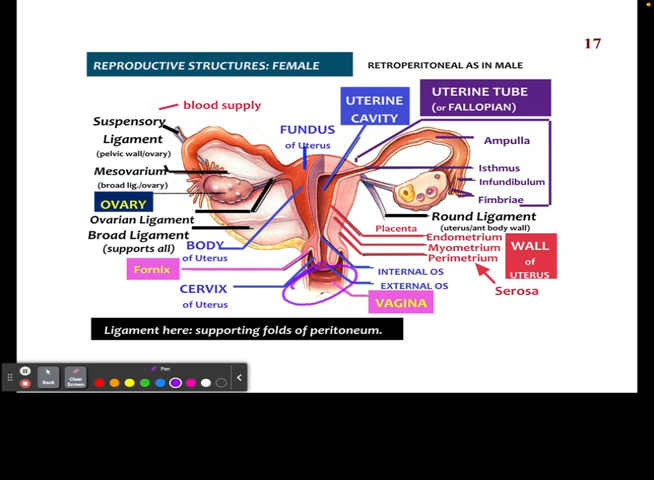 17
REPRODUCTIVE STRUCTURES: FEMALE
RETROPERITONEAL AS IN MALE
blood supply
Suspensory
Ligament
(pelvic wall/ovary)
Mesovarium
(broad lig./ovary)
OVARY
Ovarian Ligament
Broad Ligament
(supports all)
FUNDUS
of Uterus
UTERINE
CAVITY
UTERINE TUBE
(or FALLOPIAN)
Ampulla
Isthmus
Infundibulum
Fimbriae
Round Ligament
(uterus/ant body wall)
Placenta
Endometrium
Myometrium
Perimetrium
WALL
of
UTERUS
Serosa
BODY
of Uterus
Fornix
CERVIX
of Uterus
INTERNAL OS
EXTERNAL OS
VAGINA
Ligament here: supporting folds of peritoneum.
Pen
Back
Clear
Screen